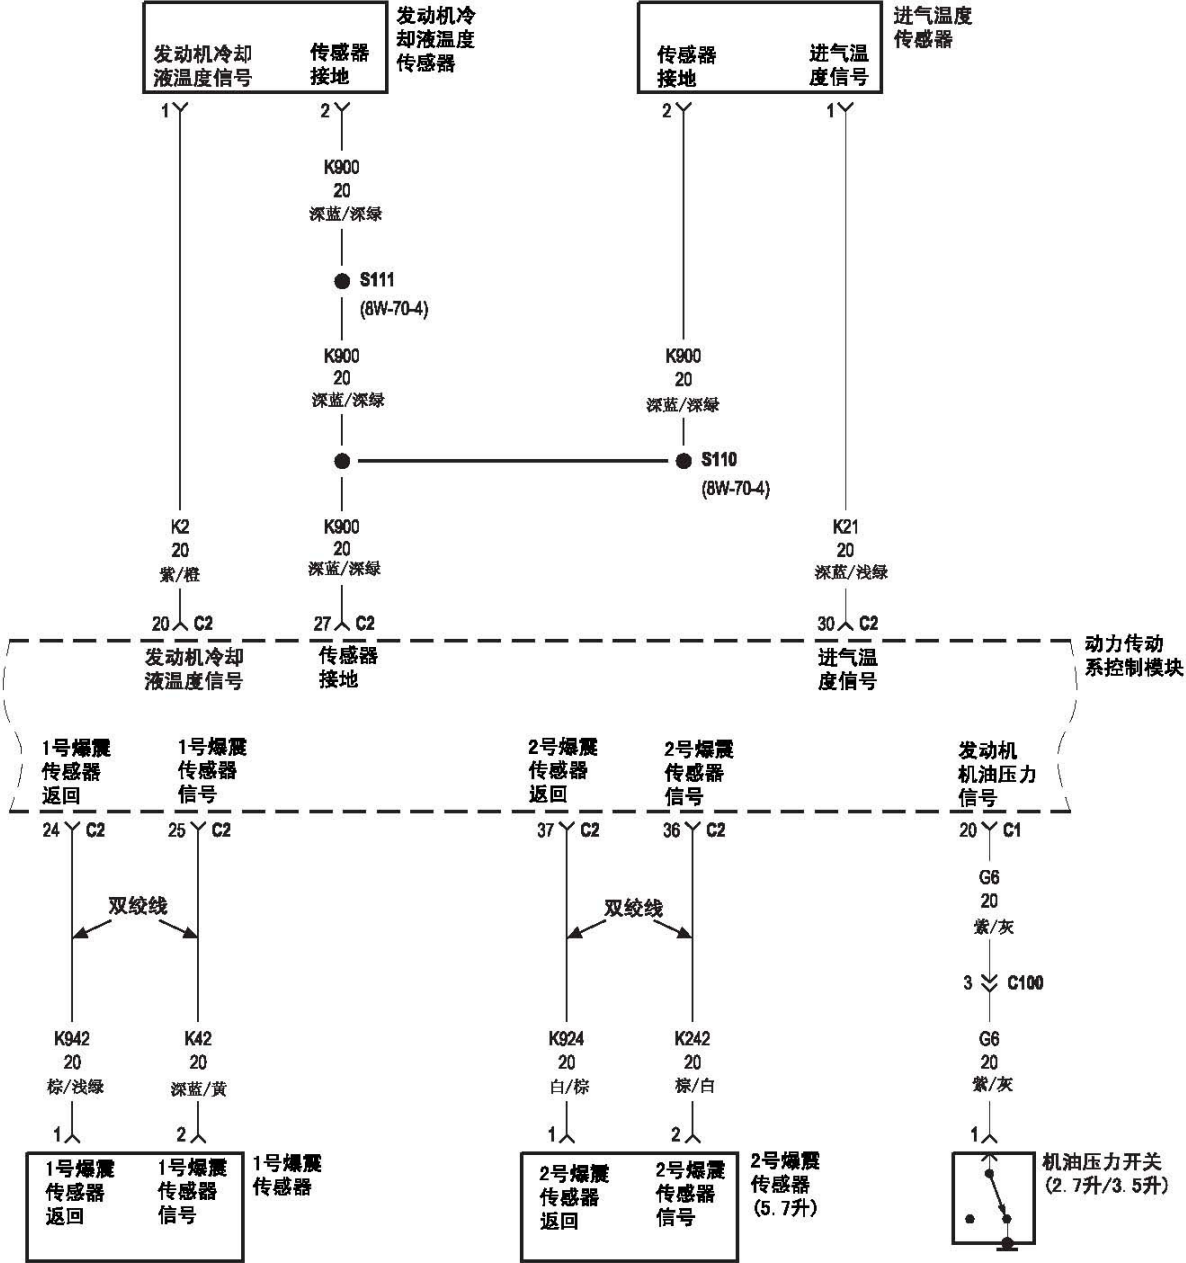 发动机冷
却液温度
传感器
进气温度
传感器
发动机冷却
液温度信号
传感器
接地
传感器
接地
进气温
度信号
1
2
2
1
K900
20
深蓝/深绿
S111
(8W-70-4)
K900
20
深蓝/深绿
K900
20
深蓝/深绿
S110
(8W-70-4)
K2
20
紫/橙
K900
20
深蓝/深绿
K21
20
深蓝/浅绿
20 C2
27 C2
30 C2
发动机冷却
液温度信号
传感器
接地
进气温
度信号
动力传动
系控制模块
1号爆震
传感器
返回
1号爆震
传感器
信号
2号爆震
传感器
返回
2号爆震
传感器
信号
发动机
机油压力
信号
24 C2
25 C2
37 C2
36 C2
20 C1
双绞线
双绞线
G6
20
紫/灰
3 C100
K942
20
棕/浅绿
K42
20
深蓝/黄
K924
20
白/棕
K242
20
棕/白
G6
20
紫/灰
1
2
1
2
1
1号爆震
传感器
返回
1号爆震
传感器
信号
1号爆震
传感器
2号爆震
传感器
返回
2号爆震
传感器
信号
2号爆震
传感器
(5.7升)
机油压力开关
(2.7升/3.5升)